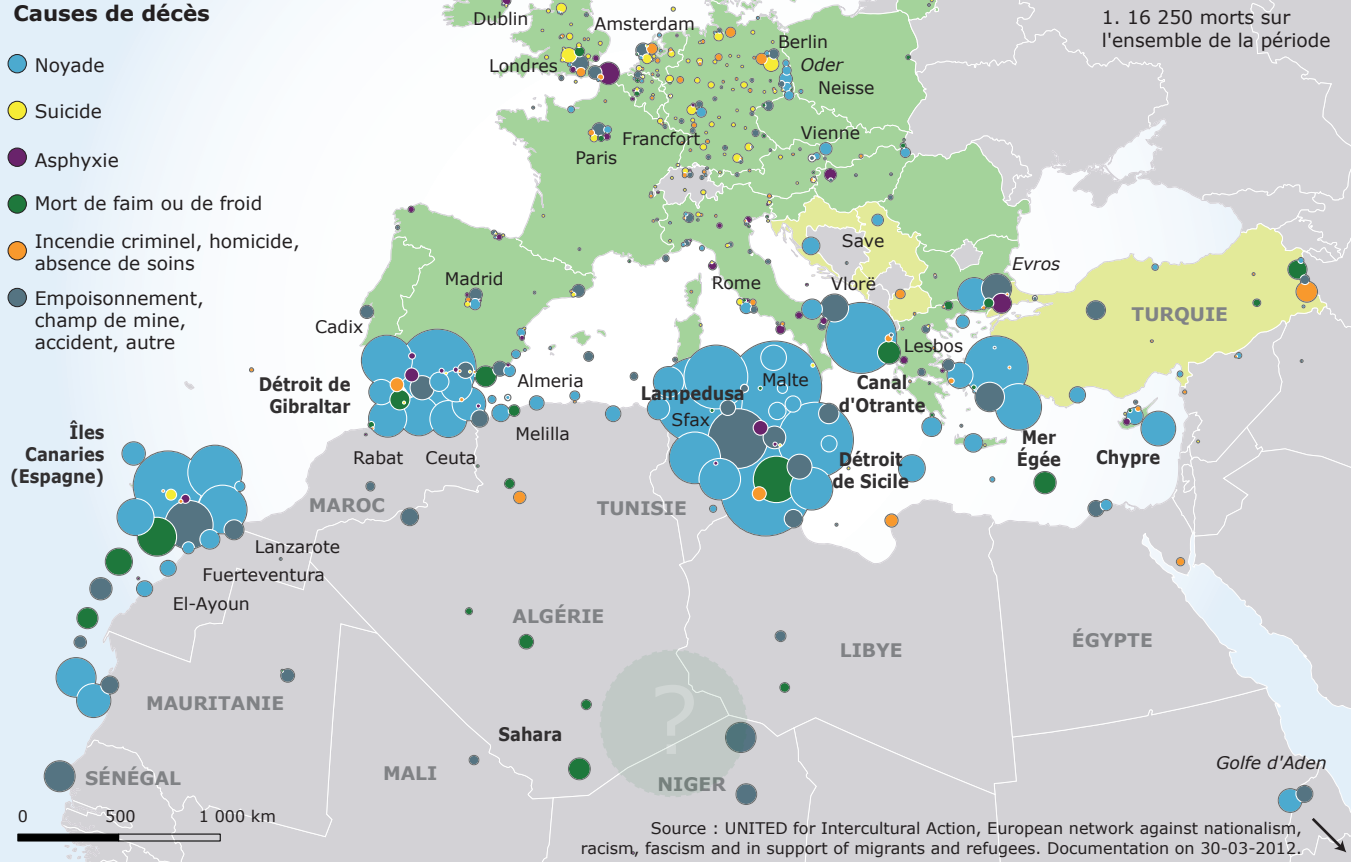 Causes de décès
Noyade
Suicide
Asphyxie
Mort de faim ou de froid
Incendie criminel, homicide,
absence de soins
Empoisonnement,
champ de mine,
accident, autre
1. 16 250 morts sur
l'ensemble de la période
Dublin
Amsterdam
Londres
Berlin
Oder
Neisse
Paris
Francfort
Vienne
Save
Madrid
Rome
Vlorë
Evros
TURQUIE
Cadix
Lesbos
Détroit de
Gibraltar
Almeria
Lampedusa
Malte
Canal
d'Otrante
Sfax
Melilla
Îles
Canaries
(Espagne)
Rabat
Ceuta
Détroit
de Sicile
Mer
Égée
Chypre
MAROC
TUNISIE
Lanzarote
Fuerteventura
El-Ayoun
ALGÉRIE
LIBYE
ÉGYPTE
MAURITANIE
?
Sahara
SÉNÉGAL
MALI
NIGER
Golfe d'Aden
0 500 1 000 km
Source : UNITED for Intercultural Action, European network against nationalism,
racism, fascism and in support of migrants and refugees. Documentation on 30-03-2012.